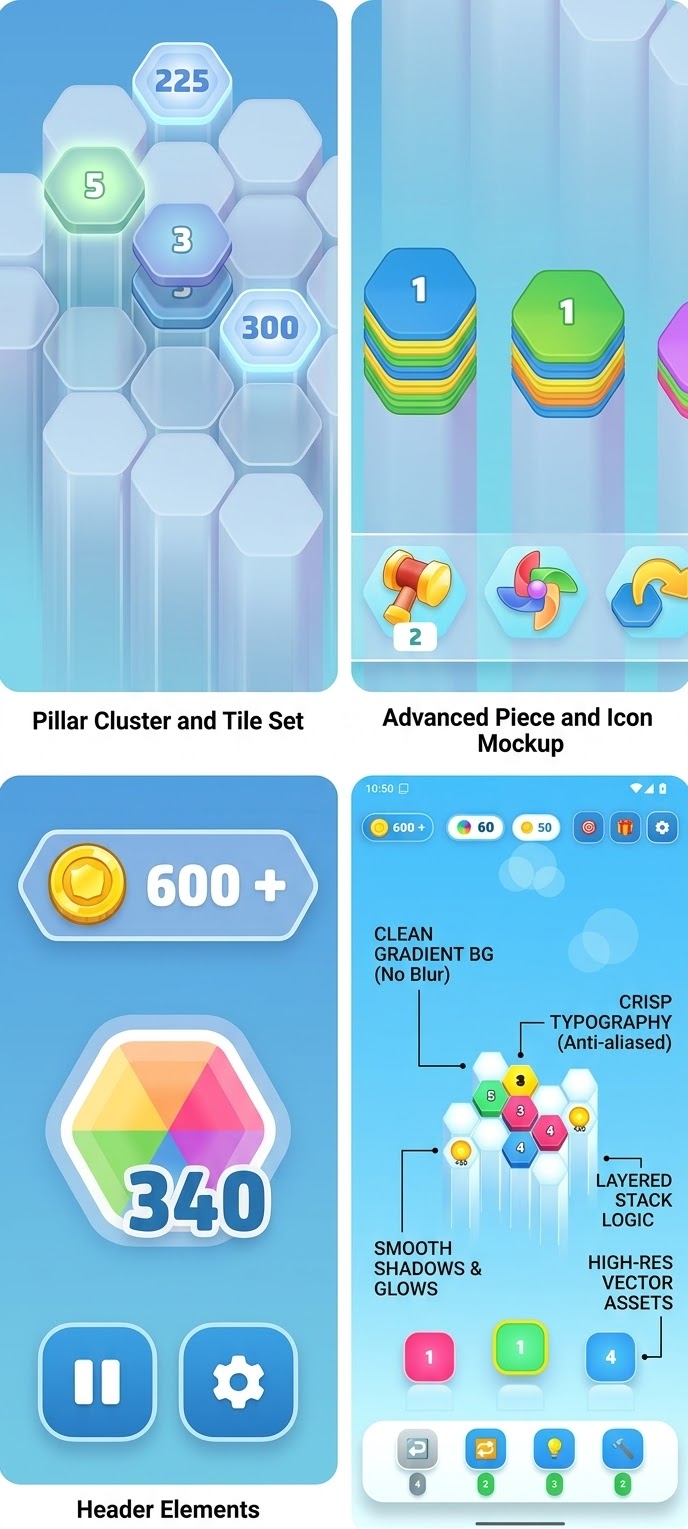 225
5
3
300
1
1
2
Pillar Cluster and Tile Set
Advanced Piece and Icon
Mockup
600 +
340
Header Elements
10:50
600 +
60
50
CLEAN
GRADIENT BG
(No Blur)
CRISP
TYPOGRAPHY
(Anti-aliased)
3
5
3
4
4
LAYERED
STACK
LOGIC
SMOOTH
SHADOWS &
GLOWS
HIGH-RES
VECTOR
ASSETS
1
1
4
4
2
3
2